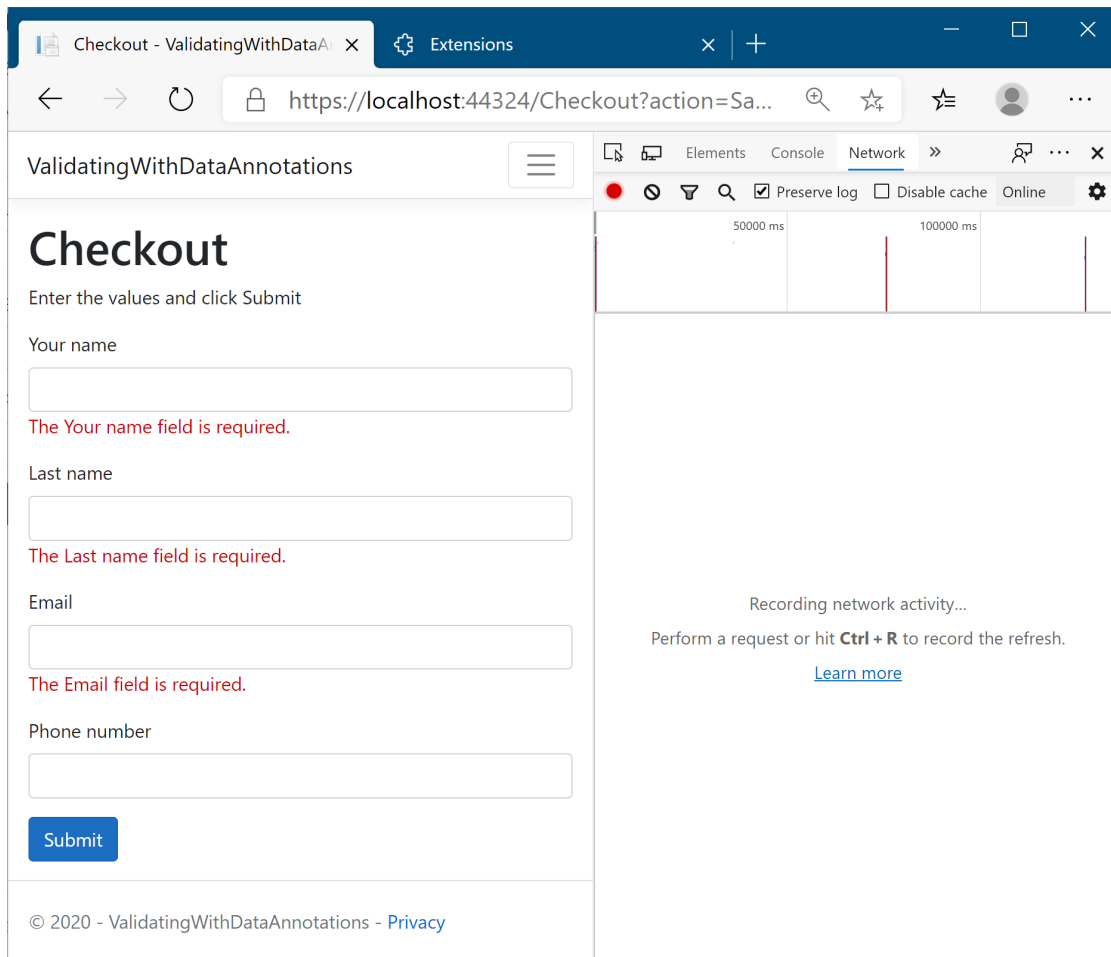 Checkout - ValidatingWithDataA
Extensions
https://localhost:44324/Checkout?action=Sa...
ValidatingWithDataAnnotations
Checkout
Enter the values and click Submit
Your name
The Your name field is required.
Last name
The Last name field is required.
Email
The Email field is required.
Phone number
Submit
© 2020 - ValidatingWithDataAnnotations - Privacy
Elements Console Network
Preserve log Disable cache Online
50000 ms 100000 ms
Recording network activity...
Perform a request or hit Ctrl + R to record the refresh.
Learn more